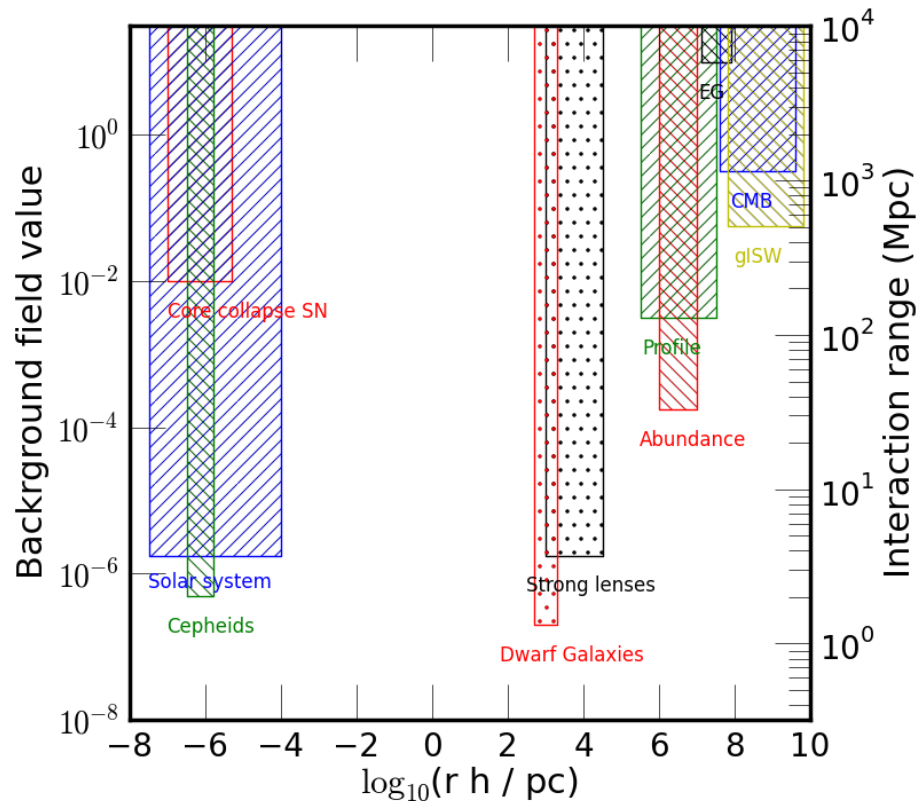 10^4
10^0
EG
10^3
CMB
gISW
10^-2
Core collapse SN
10^2
Profile
Background field value
Interaction range (Mpc)
10^-4
Abundance
10^1
10^-6
Solar system
Strong lenses
Cepheids
10^0
Dwarf Galaxies
10^-8
−8 −6 −4 −2 0 2 4 6 8 10
log10(r h / pc)